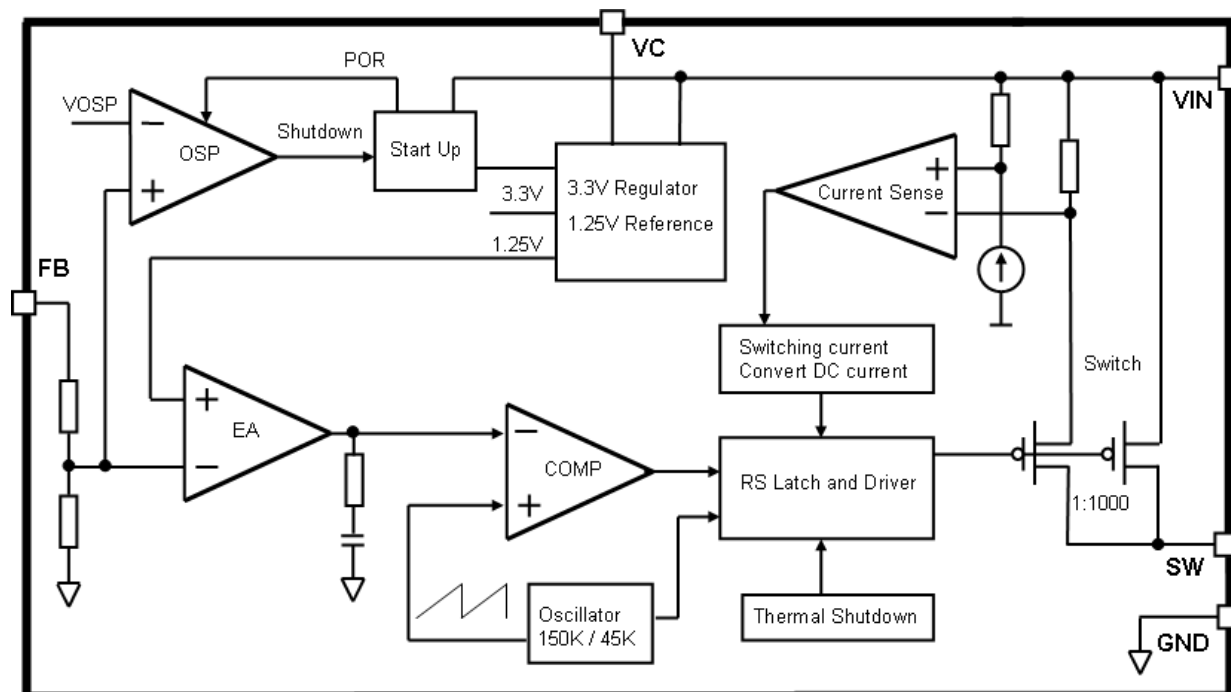 VC
POR
VIN
VOSP
−
OSP
+
Shutdown
Start Up
3.3V Regulator
1.25V Reference
3.3V
1.25V
+
Current Sense
−
FB
Switching current
Convert DC current
Switch
+
EA
−
−
COMP
+
RS Latch and Driver
1:1000
SW
Oscillator
150K / 45K
Thermal Shutdown
GND